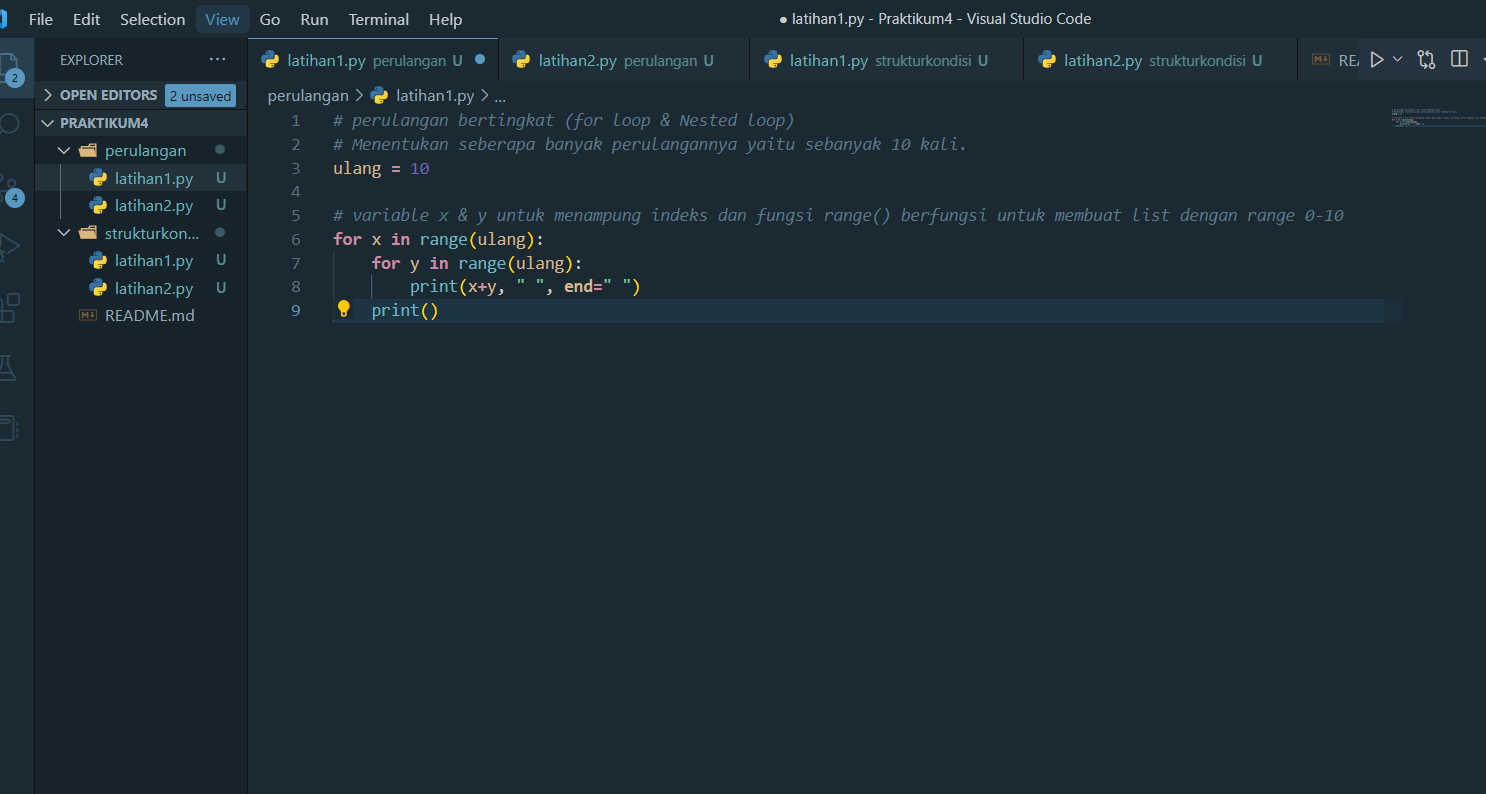 File Edit Selection View Go Run Terminal Help ● latihan1.py - Praktikum4 - Visual Studio Code
EXPLORER ...
2
OPEN EDITORS 2 unsaved
PRAKTIKUM4
perulangan
latihan1.py U
latihan2.py U
strukturkon...
latihan1.py U
latihan2.py U
README.md
4
latihan1.py perulangan U
latihan2.py perulangan U
latihan1.py strukturkondisi U
latihan2.py strukturkondisi U
REA
perulangan > latihan1.py > ...
1 # perulangan bertingkat (for loop & Nested loop)
2 # Menentukan seberapa banyak perulangannya yaitu sebanyak 10 kali.
3 ulang = 10
4
5 # variable x & y untuk menampung indeks dan fungsi range() berfungsi untuk membuat list dengan range 0-10
6 for x in range(ulang):
7     for y in range(ulang):
8         print(x+y, " ", end=" ")
9     print()